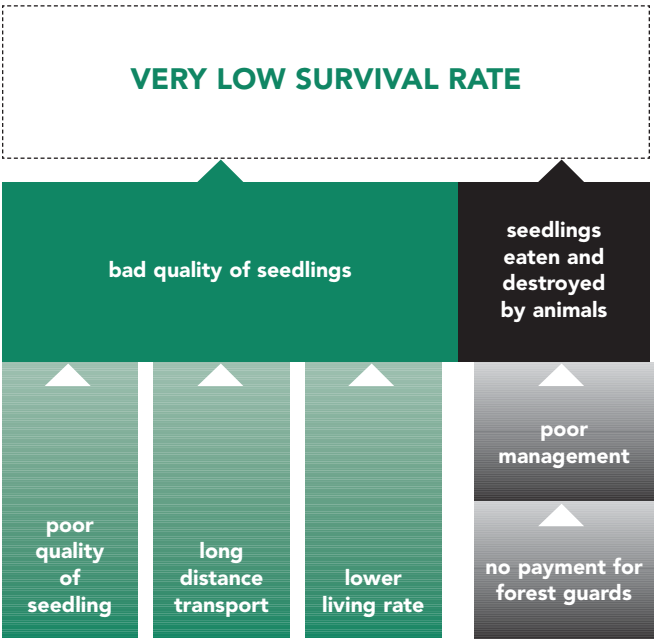 VERY LOW SURVIVAL RATE
bad quality of seedlings
seedlings
eaten and
destroyed
by animals
poor
quality
of
seedling
long
distance
transport
lower
living rate
poor
management
no payment for
forest guards